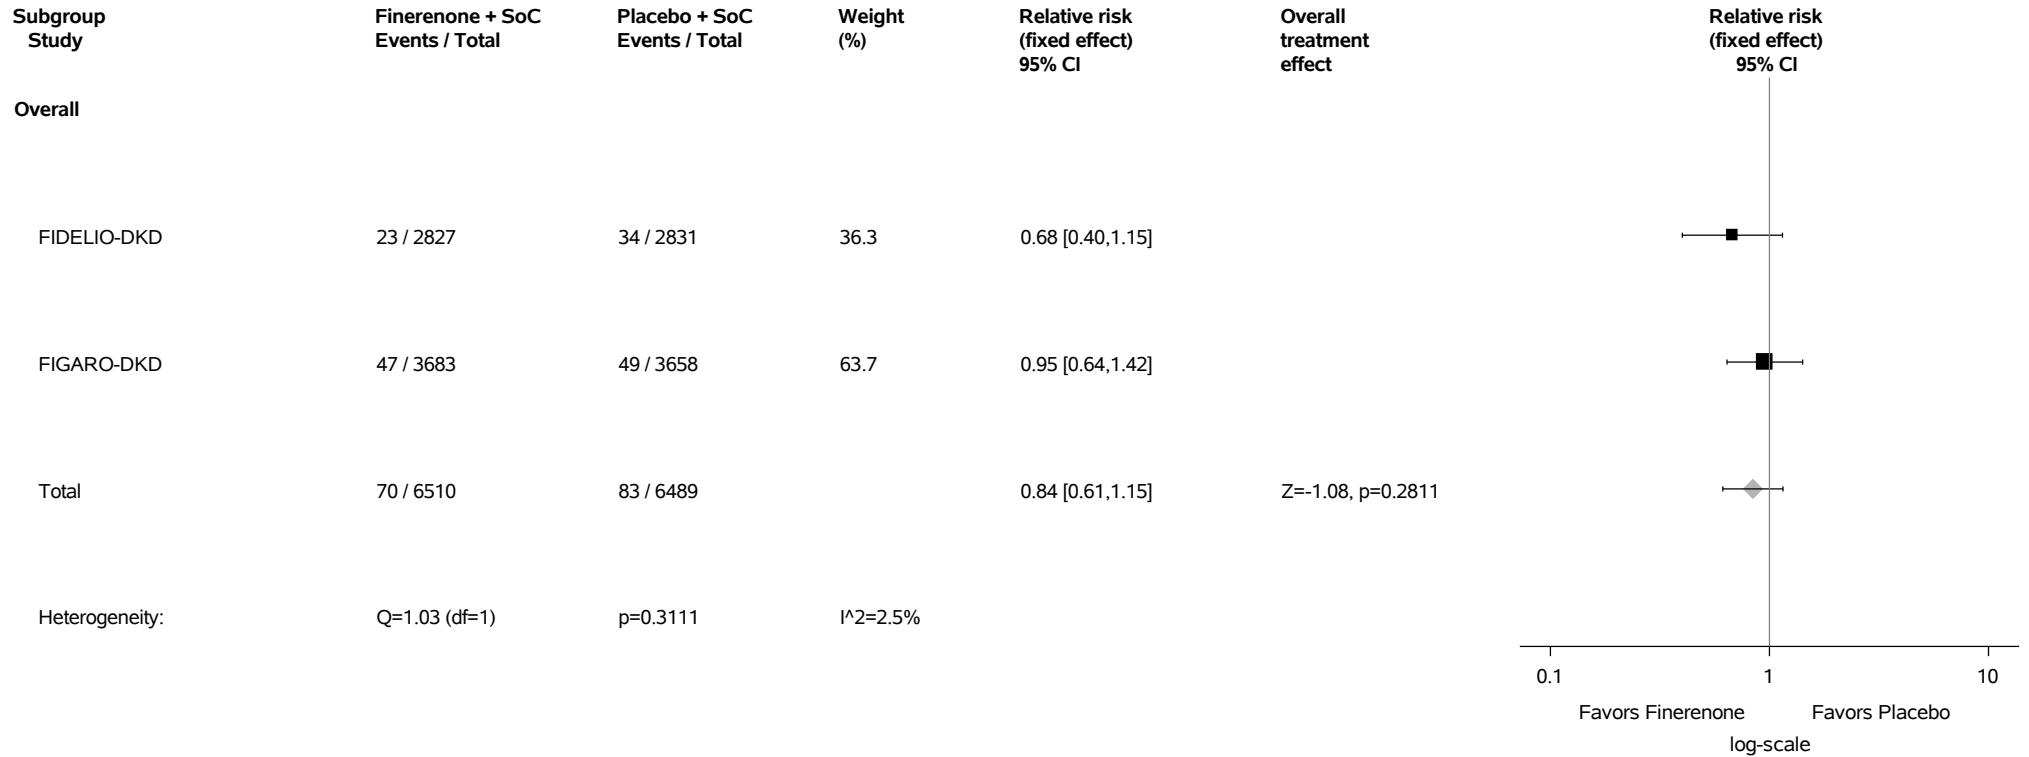 Subgroup Finerenone + SoC Placebo + SoC Weight Relative risk Overall Relative risk
Study Events / Total Events / Total (%) (fixed effect) treatment (fixed effect)
95% CI effect 95% CI
Overall
FIDELIO-DKD 23 / 2827 34 / 2831 36.3 0.68 [0.40,1.15]
FIGARO-DKD 47 / 3683 49 / 3658 63.7 0.95 [0.64,1.42]
Total 70 / 6510 83 / 6489 0.84 [0.61,1.15] Z=-1.08, p=0.2811
Heterogeneity: Q=1.03 (df=1) p=0.3111 I^2=2.5%
0.1 1 10
Favors Finerenone Favors Placebo
log-scale